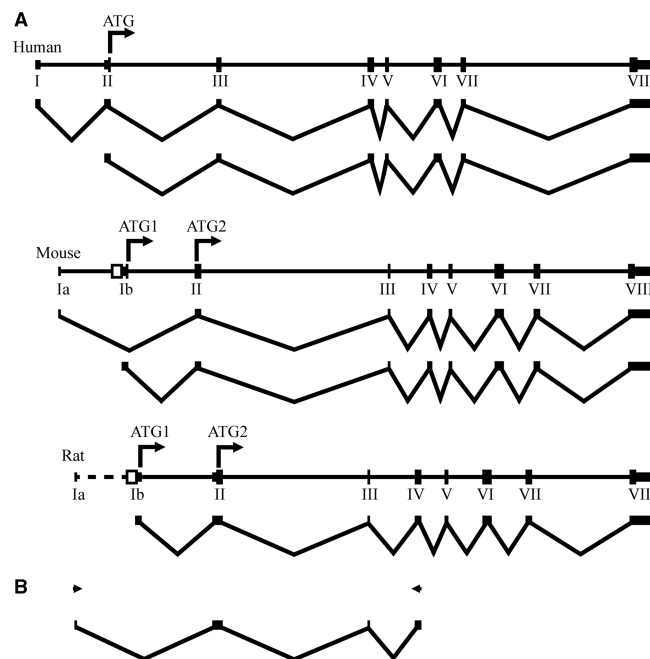 A
ATG
Human
I II III IV V VI VII VII
ATG1 ATG2
Mouse
Ia Ib II III IV V VI VII VIII
ATG1 ATG2
Rat
Ia Ib II III IV V VI VII VII
B